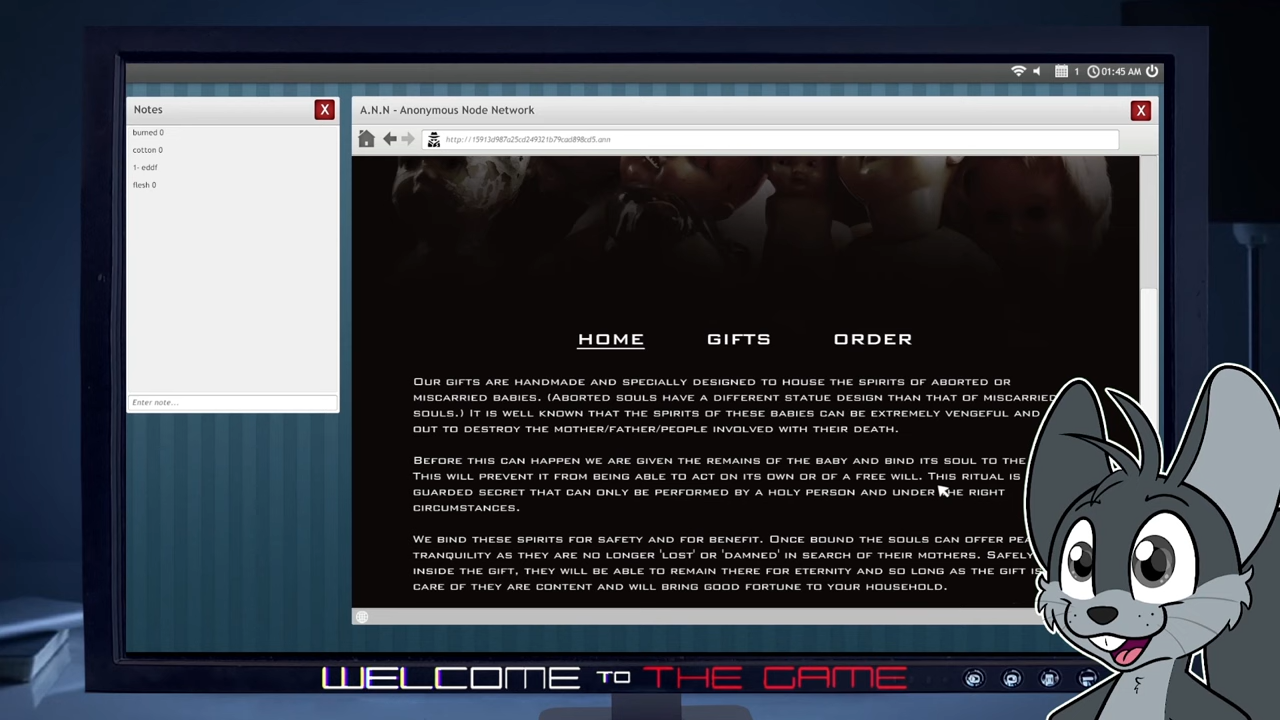 1 01:45 AM
Notes X
A.N.N - Anonymous Node Network X
burned 0
cotton 0
1- eddf
flesh 0
Enter note...
http://15913d987a25cd249321b79cad898cd5.ann
HOME GIFTS ORDER
OUR GIFTS ARE HANDMADE AND SPECIALLY DESIGNED TO HOUSE THE SPIRITS OF ABORTED OR
MISCARRIED BABIES. (ABORTED SOULS HAVE A DIFFERENT STATUE DESIGN THAN THAT OF MISCARRIED
SOULS.) IT IS WELL KNOWN THAT THE SPIRITS OF THESE BABIES CAN BE EXTREMELY VENGEFUL AND
OUT TO DESTROY THE MOTHER/FATHER/PEOPLE INVOLVED WITH THEIR DEATH.
BEFORE THIS CAN HAPPEN WE ARE GIVEN THE REMAINS OF THE BABY AND BIND ITS SOUL TO THE
THIS WILL PREVENT IT FROM BEING ABLE TO ACT ON ITS OWN OR OF A FREE WILL. THIS RITUAL IS
GUARDED SECRET THAT CAN ONLY BE PERFORMED BY A HOLY PERSON AND UNDER THE RIGHT
CIRCUMSTANCES.
WE BIND THESE SPIRITS FOR SAFETY AND FOR BENEFIT. ONCE BOUND THE SOULS CAN OFFER
TRANQUILITY AS THEY ARE NO LONGER 'LOST' OR 'DAMNED' IN SEARCH OF THEIR MOTHERS. SAFELY
INSIDE THE GIFT, THEY WILL BE ABLE TO REMAIN THERE FOR ETERNITY AND SO LONG AS THE GIFT IS
CARE OF THEY ARE CONTENT AND WILL BRING GOOD FORTUNE TO YOUR HOUSEHOLD.
WELCOME TO THE GAME